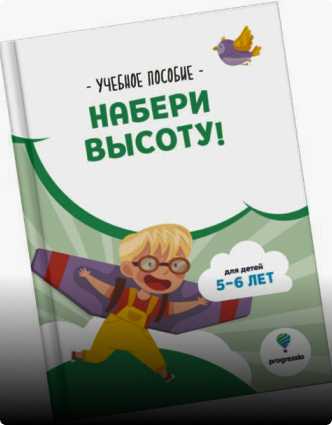 - УЧЕБНОЕ ПОСОБИЕ -
НАБЕРИ
ВЫСОТУ!
для детей
5-6 ЛЕТ
progressio